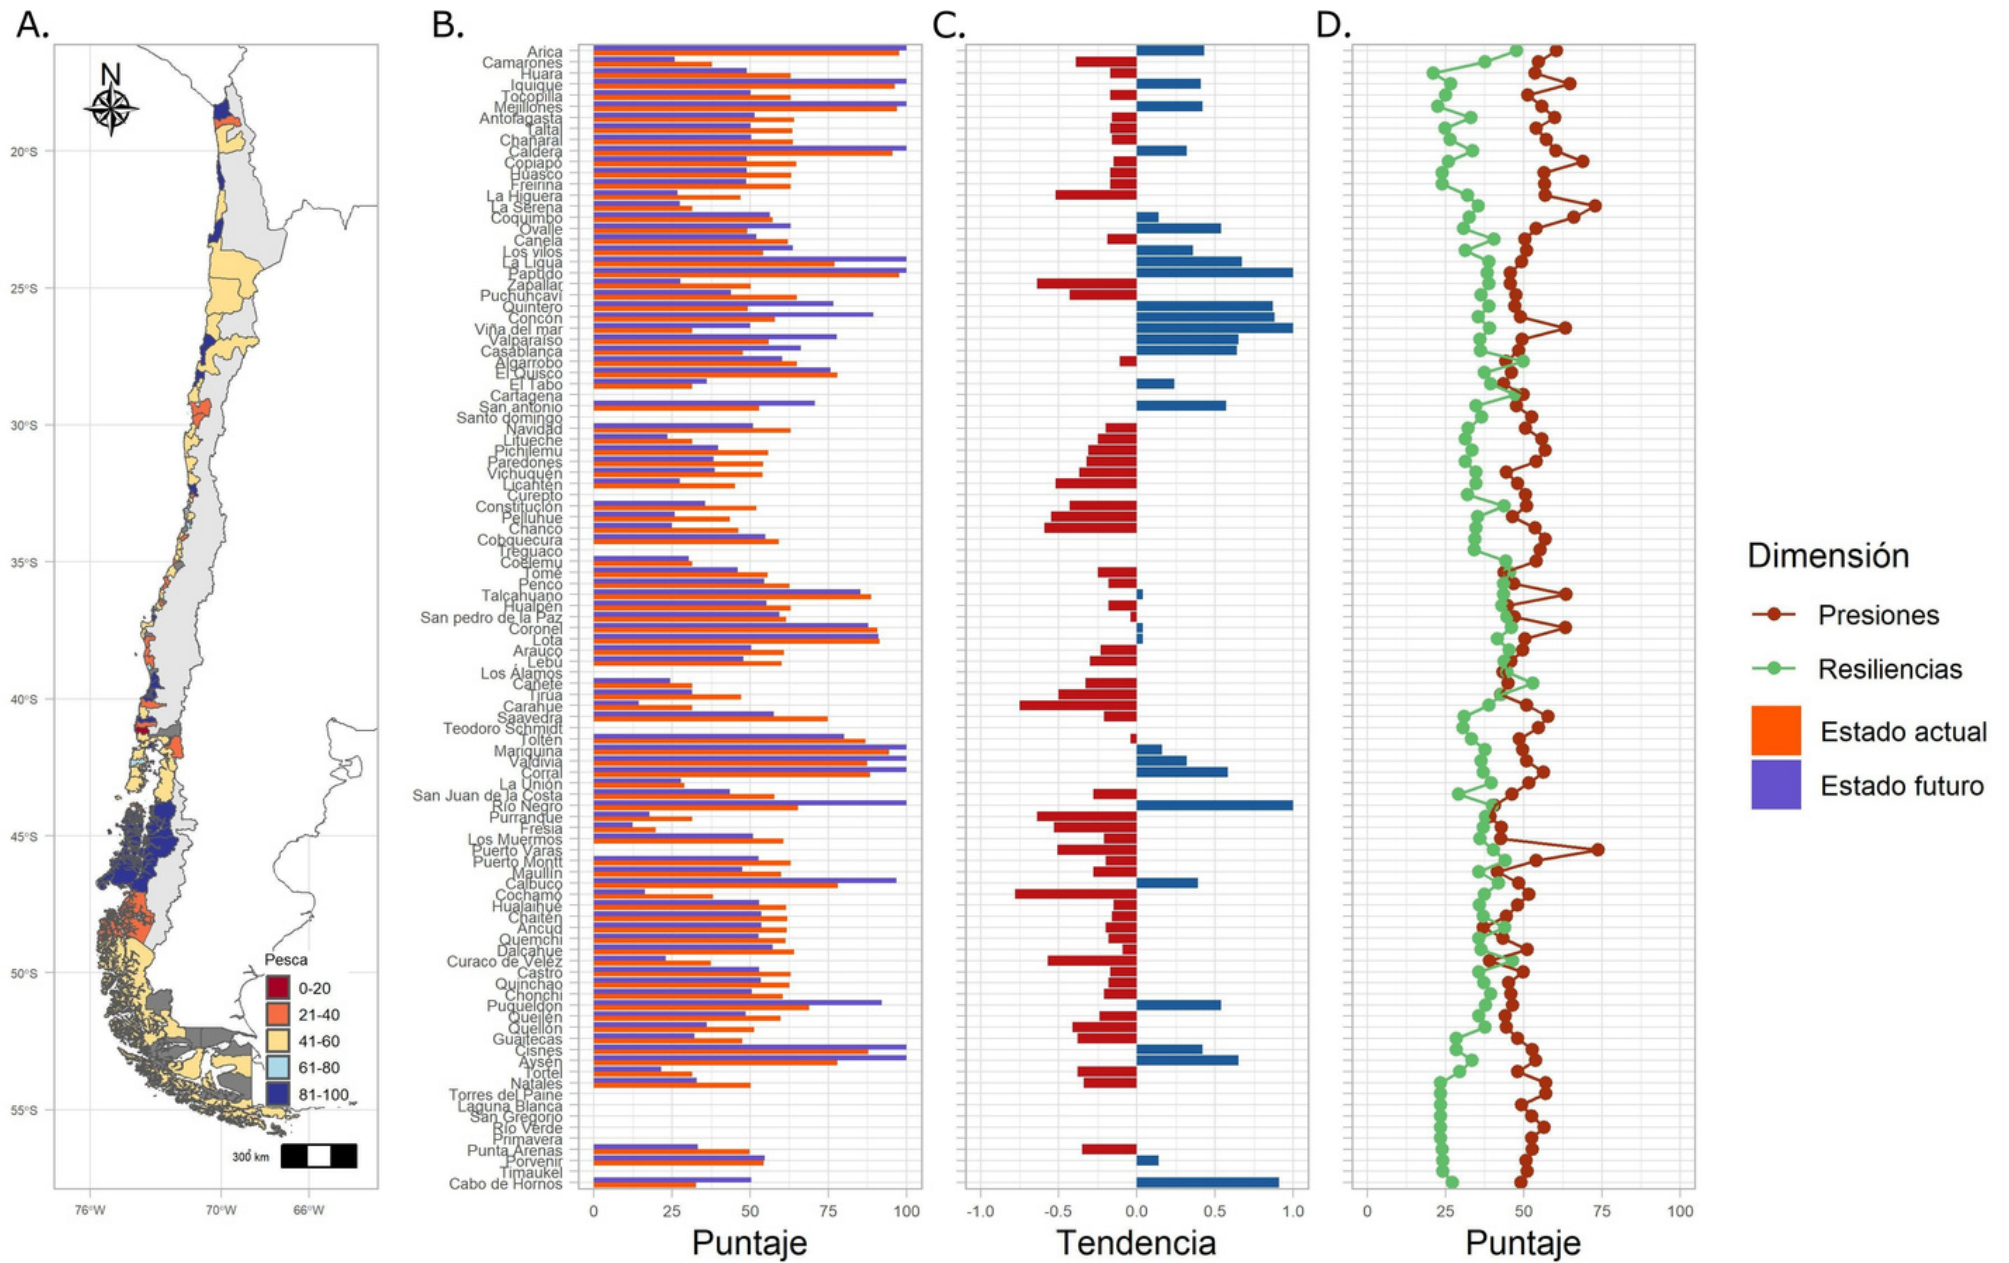 A.
N
20°S
25°S
30°S
35°S
40°S
45°S
50°S
55°S
76°W
70°W
66°W
Pesca
0-20
21-40
41-60
61-80
81-100
300 km
B.
Arica
Camarones
Huara
Iquique
Tocopilla
Mejillones
Antofagasta
Taltal
Chañaral
Caldera
Copiapó
Huasco
Freirina
La Higuera
La Serena
Coquimbo
Ovalle
Canela
Los vilos
La Ligua
Papudo
Zapallar
Puchuncaví
Quintero
Concón
Viña del mar
Valparaíso
Casablanca
Algarrobo
El Quisco
El Tabo
Cartagena
San antonio
Santo domingo
Navidad
Litueche
Pichilemu
Paredones
Vichuquén
Licantén
Curepto
Constitución
Pelluhue
Chanco
Cobquecura
Treguaco
Coelemu
Tomé
Penco
Talcahuano
Hualpén
San pedro de la Paz
Coronel
Lota
Arauco
Lebu
Los Álamos
Cañete
Tirúa
Carahue
Saavedra
Teodoro Schmidt
Toltén
Mariquina
Valdivia
Corral
La Unión
San Juan de la Costa
Río Negro
Purranque
Fresia
Los Muermos
Puerto Varas
Puerto Montt
Maullín
Calbuco
Cochamó
Hualaihué
Chaitén
Ancud
Quemchi
Dalcahue
Curaco de Velez
Castro
Quinchao
Chonchi
Puqueldón
Queilén
Quellón
Guaitecas
Cisnes
Aysén
Tortel
Natales
Torres del Paine
Laguna Blanca
San Gregorio
Río Verde
Primavera
Punta Arenas
Porvenir
Timaukel
Cabo de Hornos
0 25 50 75 100
Puntaje
C.
-1.0 -0.5 0.0 0.5 1.0
Tendencia
D.
0 25 50 75 100
Puntaje
Dimensión
Presiones
Resiliencias
Estado actual
Estado futuro